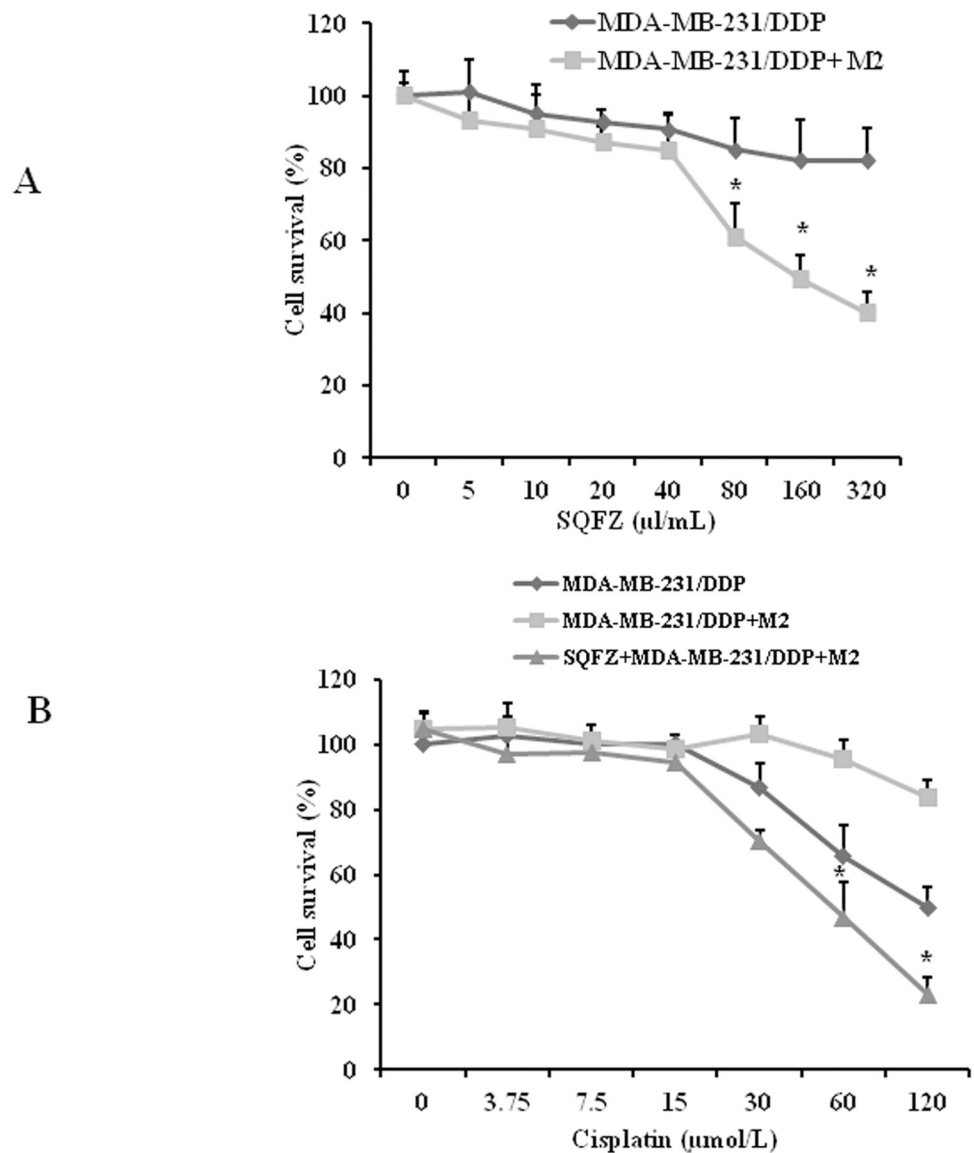 A
MDA-MB-231/DDP
MDA-MB-231/DDP+ M2
Cell survival (%)
120
100
80
60
40
20
0
*
*
*
0 5 10 20 40 80 160 320
SQFZ (µl/mL)
B
MDA-MB-231/DDP
MDA-MB-231/DDP+M2
SQFZ+MDA-MB-231/DDP+M2
Cell survival (%)
120
100
80
60
40
20
0
*
*
0 3.75 7.5 15 30 60 120
Cisplatin (µmol/L)